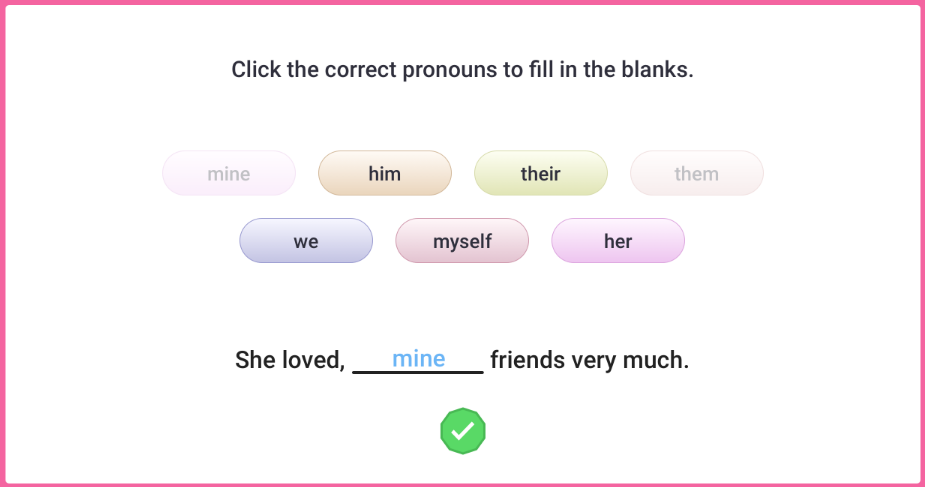 Click the correct pronouns to fill in the blanks.
mine him their them
we myself her
She loved, mine friends very much.